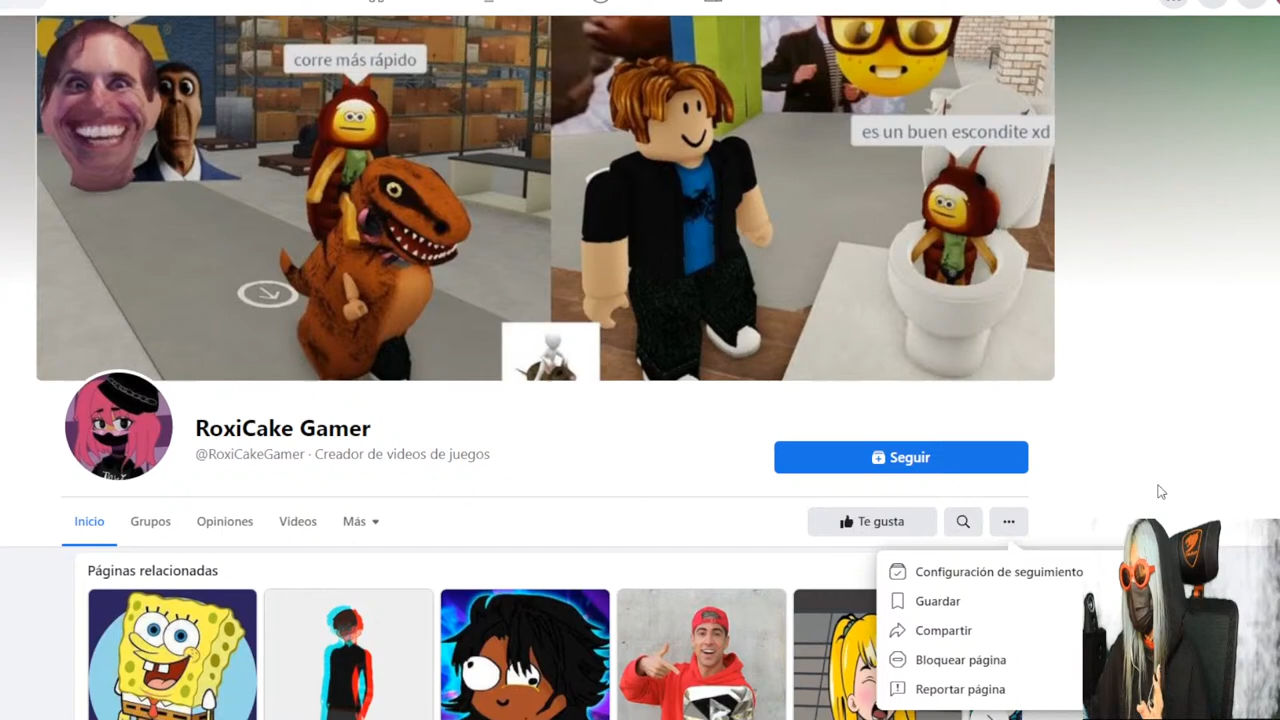 corre más rápido
es un buen escondite xd
RoxiCake Gamer
@RoxiCakeGamer · Creador de videos de juegos
Seguir
Inicio
Grupos
Opiniones
Videos
Más
Te gusta
Páginas relacionadas
Configuración de seguimiento
Guardar
Compartir
Bloquear página
Reportar página